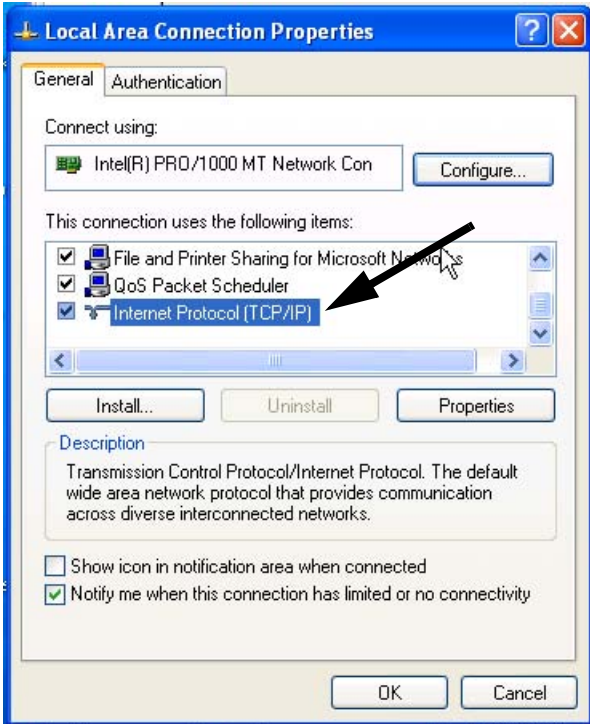 Local Area Connection Properties
General Authentication
Connect using:
Intel(R) PRO/1000 MT Network Con Configure...
This connection uses the following items:
File and Printer Sharing for Microsoft Networks
QoS Packet Scheduler
Internet Protocol (TCP/IP)
Install... Uninstall Properties
Description
Transmission Control Protocol/Internet Protocol. The default
wide area network protocol that provides communication
across diverse interconnected networks.
Show icon in notification area when connected
Notify me when this connection has limited or no connectivity
OK Cancel